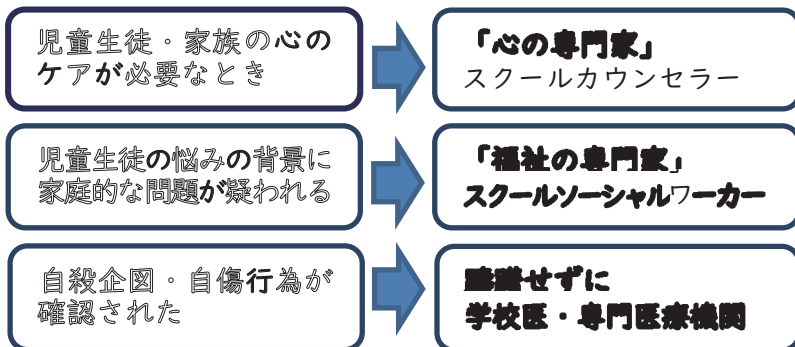 児童生徒・家族の心の
ケアが必要なとき
「心の専門家」
スクールカウンセラー
児童生徒の悩みの背景に
家庭的な問題が疑われる
「福祉の専門家」
スクールソーシャルワーカー
自殺企図・自傷行為が
確認された
躊躇せずに
学校医・専門医療機関